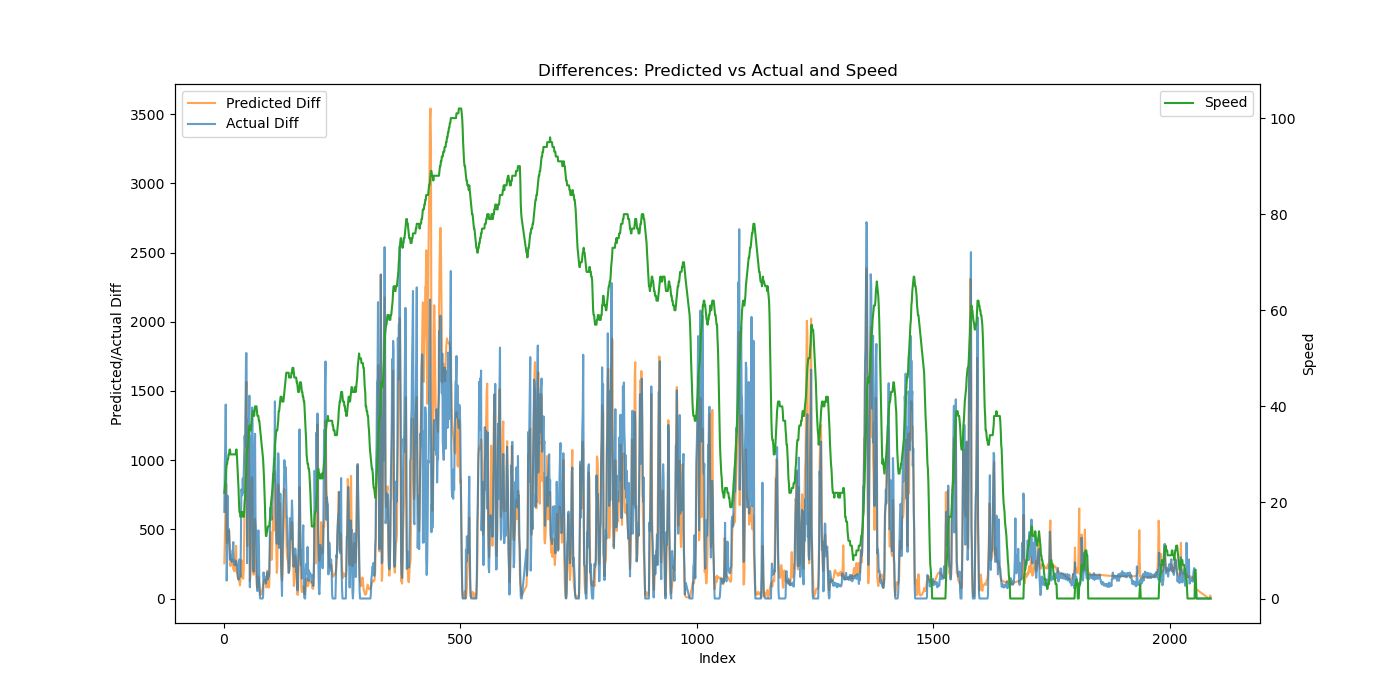 Differences: Predicted vs Actual and Speed
Predicted Diff
Actual Diff
Speed
3500
3000
2500
2000
1500
1000
500
0
Predicted/Actual Diff
100
80
60
40
20
0
Speed
0
500
1000
1500
2000
Index